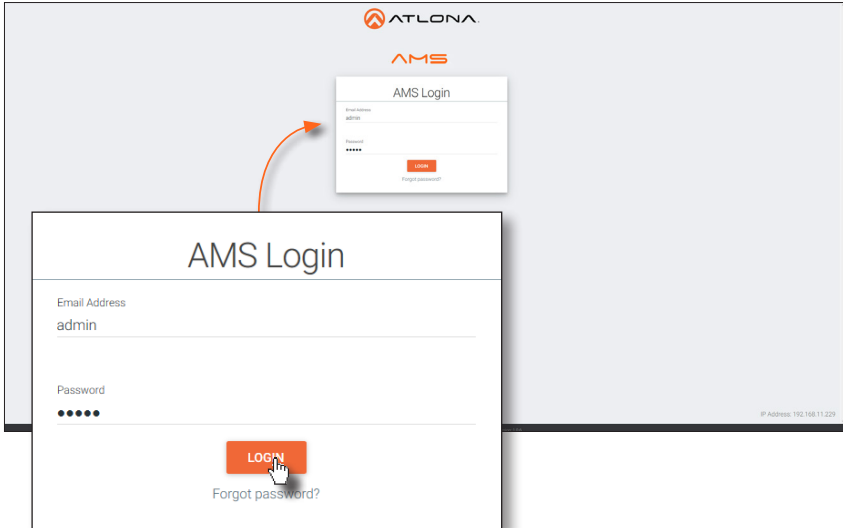 ATLONA.
AMS
AMS Login
Email Address
admin
Password
•••••
LOGIN
Forgot password?
AMS Login
Email Address
admin
Password
•••••
LOGIN
Forgot password?
IP Address: 192.168.11.229